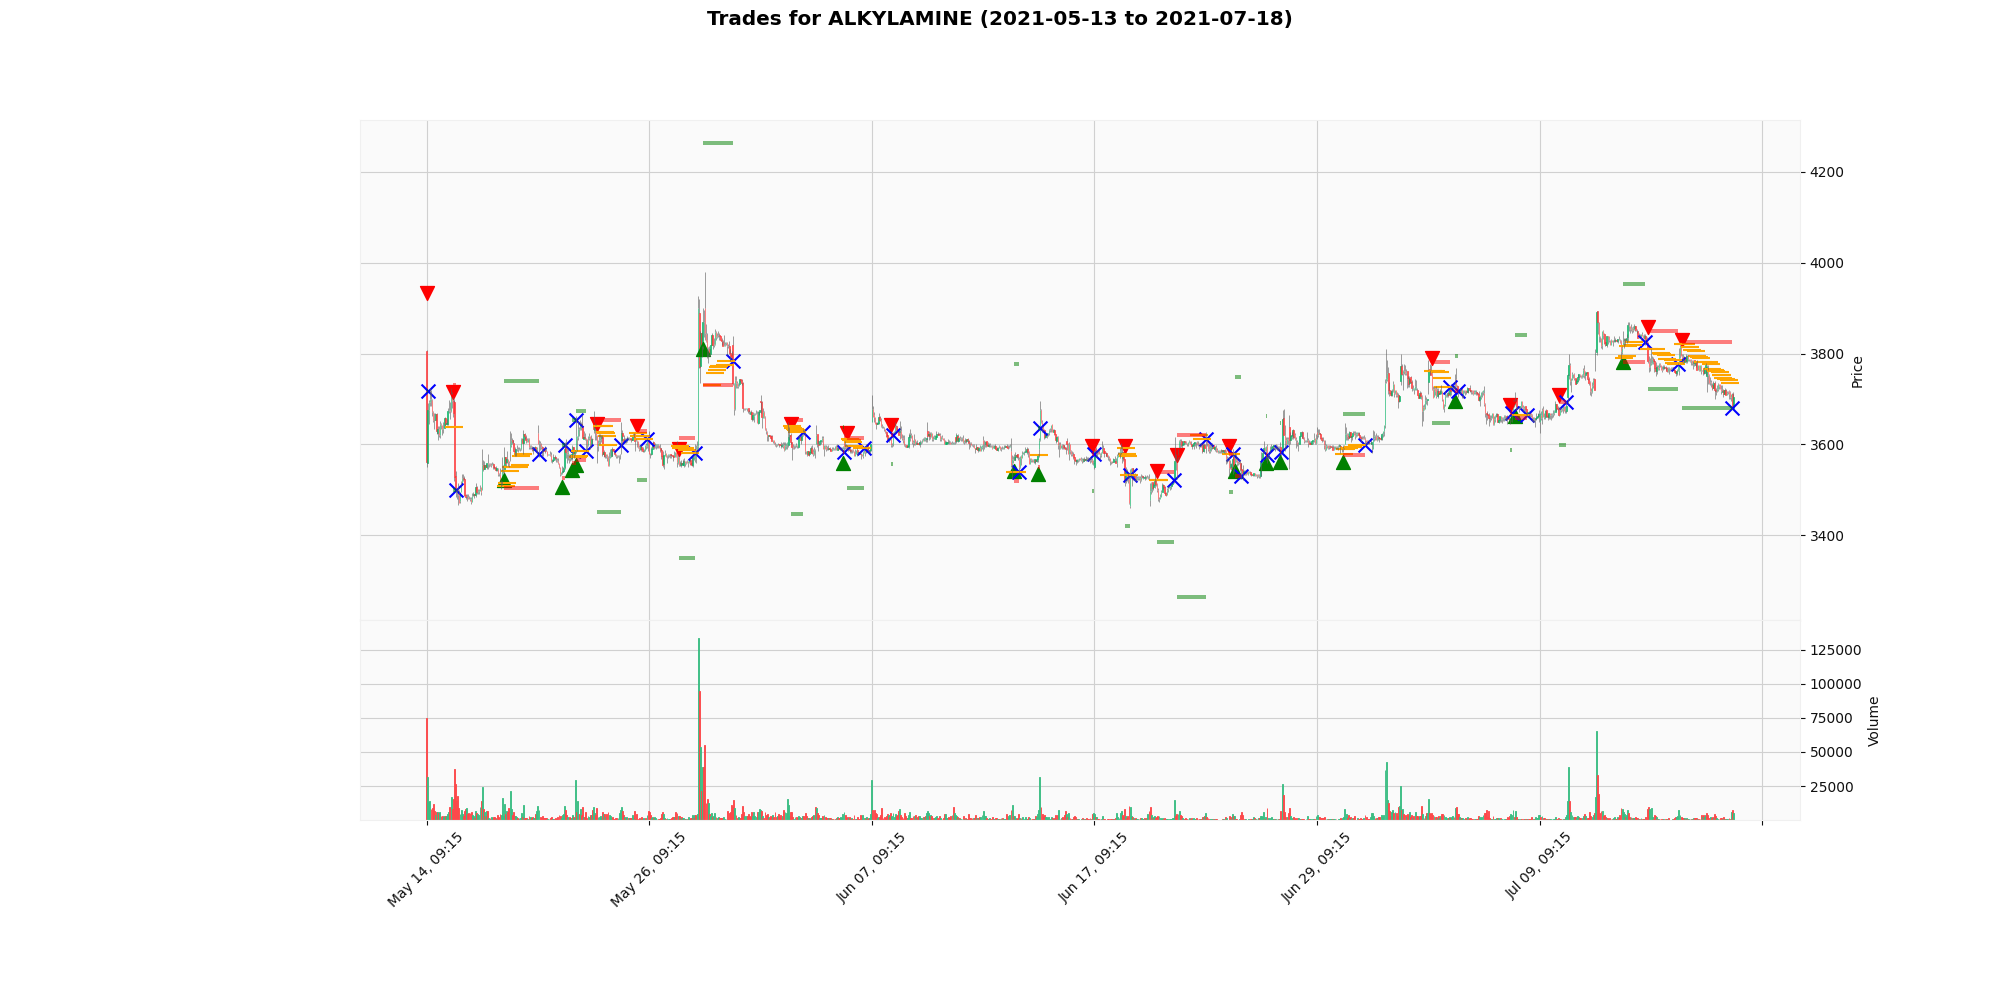 Trades for ALKYLAMINE (2021-05-13 to 2021-07-18)
4200
4000
3800
3600
3400
Price
125000
100000
75000
50000
25000
Volume
May 14, 09:15
May 26, 09:15
Jun 07, 09:15
Jun 17, 09:15
Jun 29, 09:15
Jul 09, 09:15